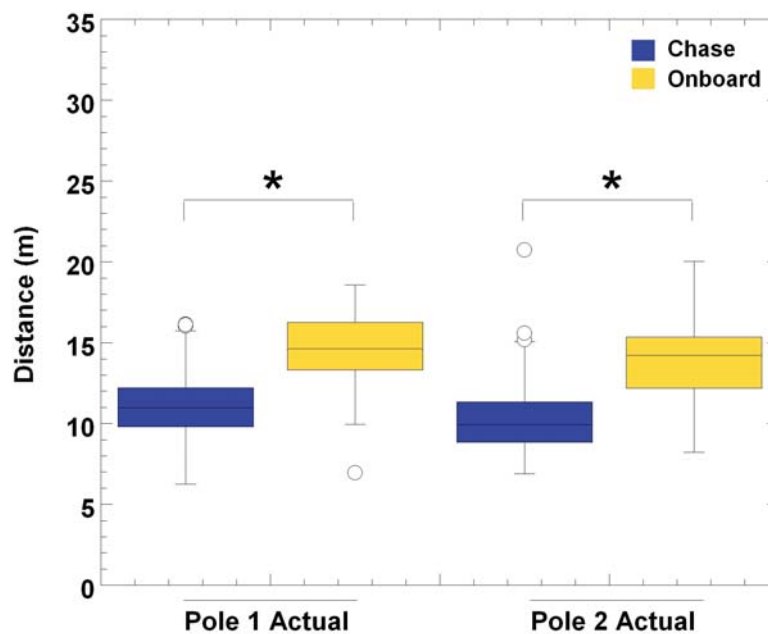 35
30
25
20
15
10
5
0
Distance (m)
Chase
Onboard
*
*
Pole 1 Actual
Pole 2 Actual